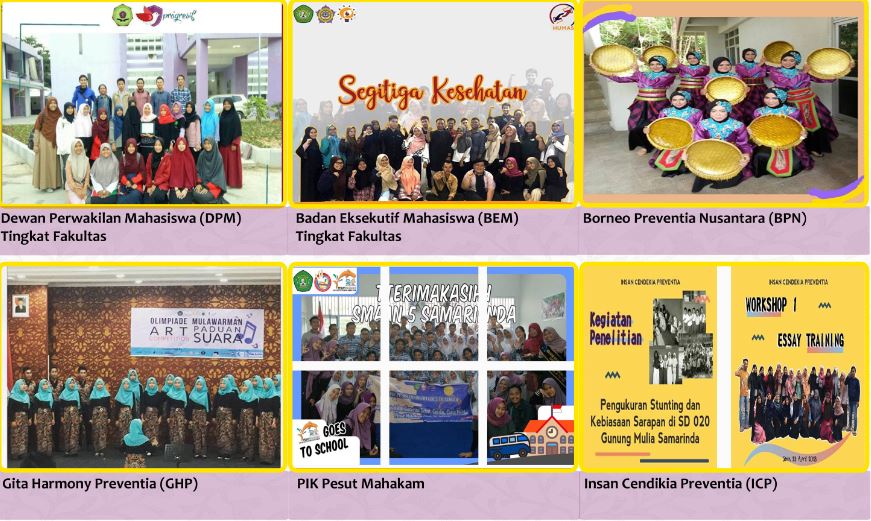 progresif
HUMAS
Segitiga Kesehatan
Dewan Perwakilan Mahasiswa (DPM)
Tingkat Fakultas
Badan Eksekutif Mahasiswa (BEM)
Tingkat Fakultas
Borneo Preventia Nusantara (BPN)
OLIMPIADE MULAWARMAN
ART PADUAN
COMPETITION SUARA
TERIMAKASIH
SMA IN 5 SAMARINDA
GOES
TO SCHOOL
INSAN CENDEKIA PREVENTIA
Kegiatan
Penelitian
Pengukuran Stunting dan
Kebiasaan Sarapan di SD 020
Gunung Mulia Samarinda
INSAN CENDEKIA PREVENTIA
WORKSHOP 1
ESSAY TRAINING
Gita Harmony Preventia (GHP)
PIK Pesut Mahakam
Insan Cendikia Preventia (ICP)